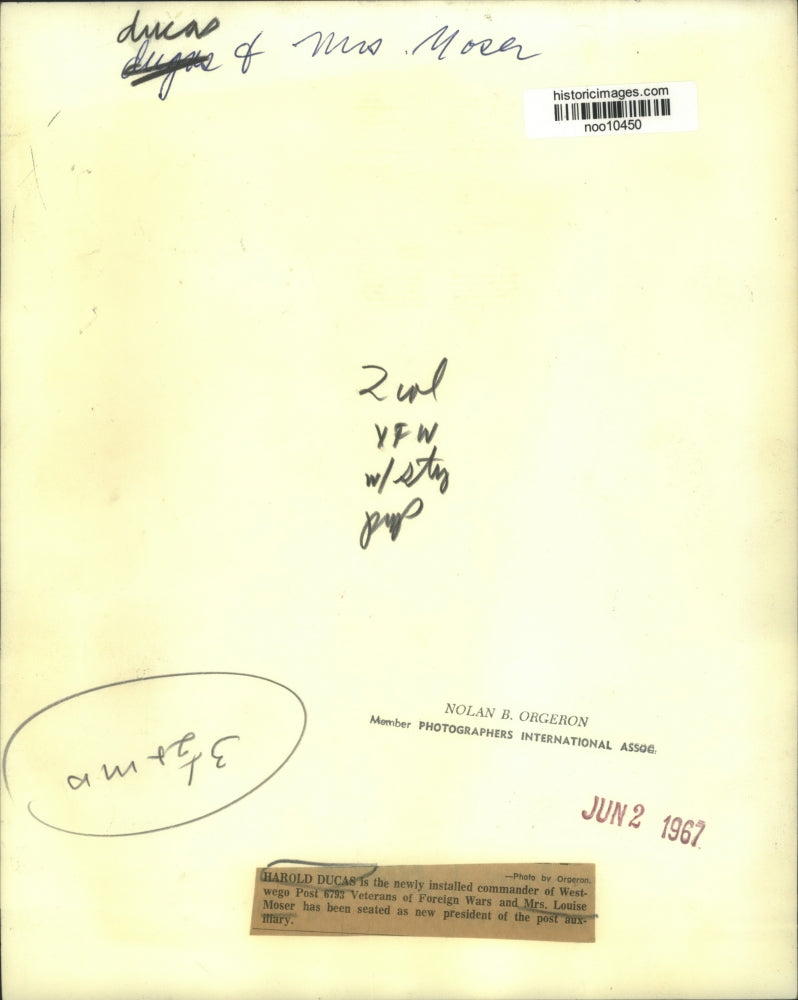 ducas
dugas & Mrs. Moser
historicimages.com
noo10450
2 col
VFW
w/ sty
NOLAN B. ORGERON
Member PHOTOGRAPHERS INTERNATIONAL ASSOC.
JUN 2 1967
—Photo by Orgeron.
HAROLD DUCAS is the newly installed commander of West-
wego Post 6793 Veterans of Foreign Wars and Mrs. Louise
Moser has been seated as new president of the post aux-
iliary.